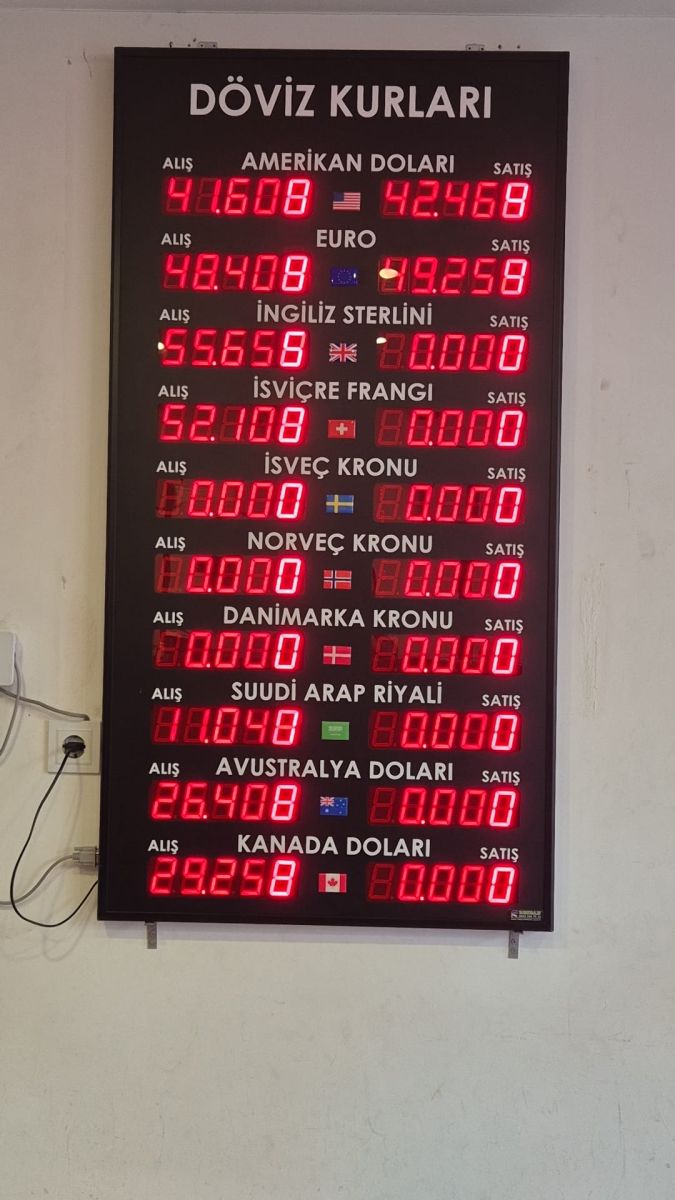 DÖVİZ KURLARI
ALIŞ AMERİKAN DOLARI SATIŞ
41.608 42.468
ALIŞ EURO SATIŞ
48.408 49.258
ALIŞ İNGİLİZ STERLİNİ SATIŞ
55.658 0.000
ALIŞ İSVİÇRE FRANGI SATIŞ
52.108 0.000
ALIŞ İSVEÇ KRONU SATIŞ
0.000 0.000
ALIŞ NORVEÇ KRONU SATIŞ
0.000 0.000
ALIŞ DANİMARKA KRONU SATIŞ
0.000 0.000
ALIŞ SUUDİ ARAP RİYALİ SATIŞ
11.048 0.000
ALIŞ AVUSTRALYA DOLARI SATIŞ
26.408 0.000
ALIŞ KANADA DOLARI SATIŞ
29.258 0.000